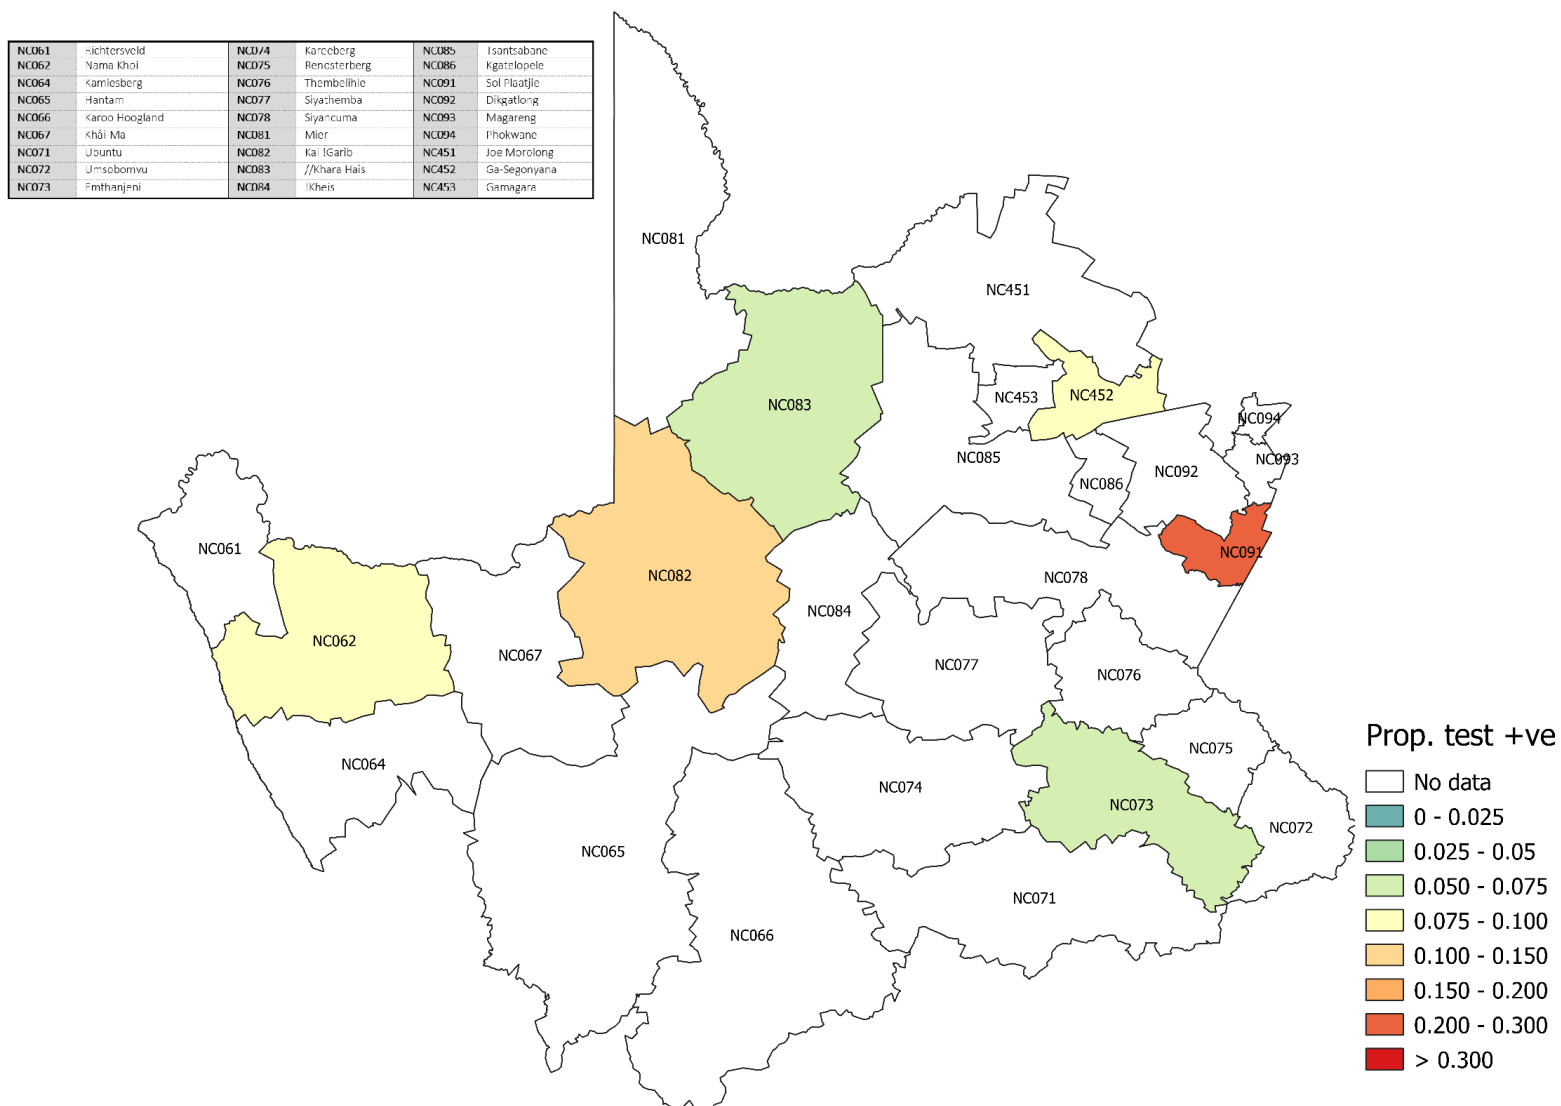 NC061 Richtersveld NC074 Kareeberg NC085 Tsantsabane
NC062 Nama Khoi NC075 Renosterberg NC086 Kgatelopele
NC064 Kamiesberg NC076 Thembelihle NC091 Sol Plaatjie
NC065 Hantam NC077 Siyathemba NC092 Dikgatlong
NC066 Karoo Hoogland NC078 Siyancuma NC093 Magareng
NC067 Khâi-Ma NC081 Mier NC094 Phokwane
NC071 Ubuntu NC082 Kai !Garib NC451 Joe Morolong
NC072 Umsobomvu NC083 //Khara Hais NC452 Ga-Segonyana
NC073 Emthanjeni NC084 !Kheis NC453 Gamagara
NC081
NC451
NC083
NC453
NC452
NC094
NC085
NC086
NC092
NC093
NC061
NC082
NC091
NC078
NC062
NC067
NC084
NC077
NC076
NC064
NC075
NC074
NC073
NC072
NC065
NC071
NC066
Prop. test +ve
No data
0 - 0.025
0.025 - 0.05
0.050 - 0.075
0.075 - 0.100
0.100 - 0.150
0.150 - 0.200
0.200 - 0.300
> 0.300